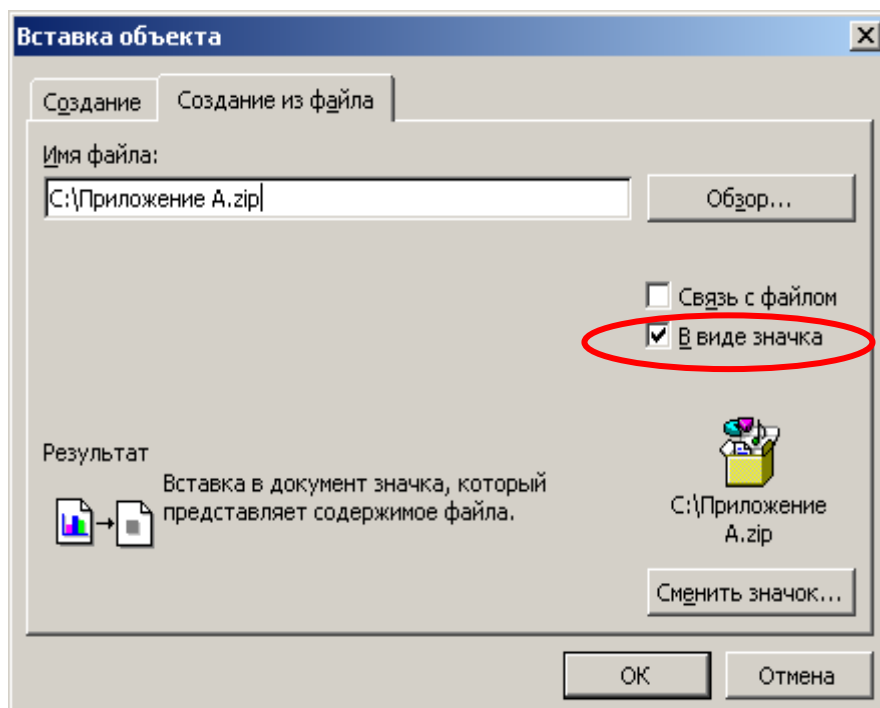 Вставка объекта
Создание
Создание из файла
Имя файла:
C:\Приложение A.zip
Обзор...
Связь с файлом
В виде значка
Результат
Вставка в документ значка, который
представляет содержимое файла.
C:\Приложение
A.zip
Сменить значок...
ОК
Отмена